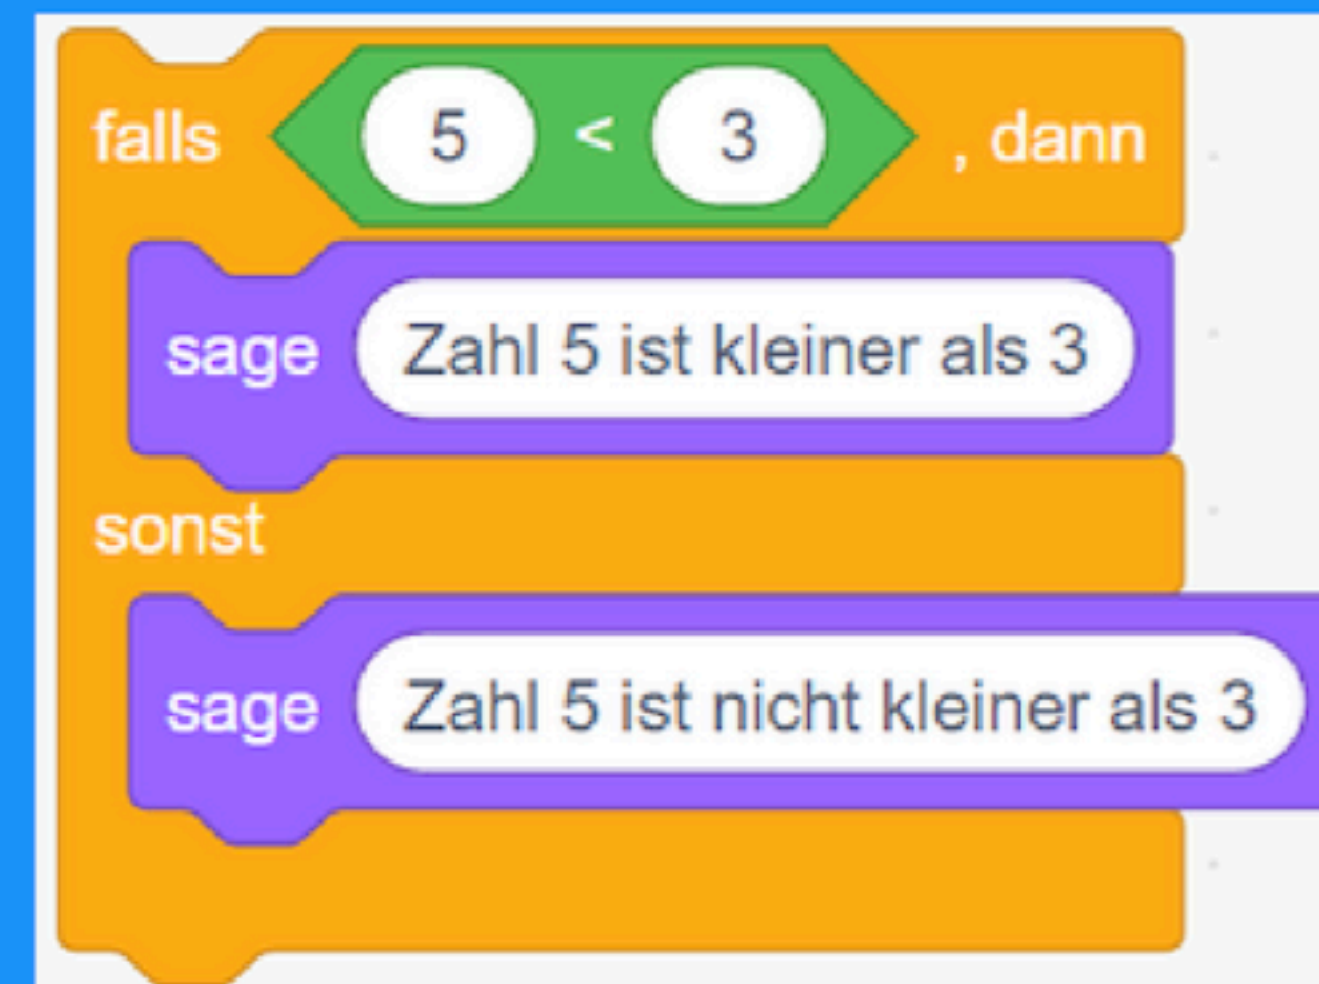 falls 5 < 3 , dann
sage Zahl 5 ist kleiner als 3
sonst
sage Zahl 5 ist nicht kleiner als 3